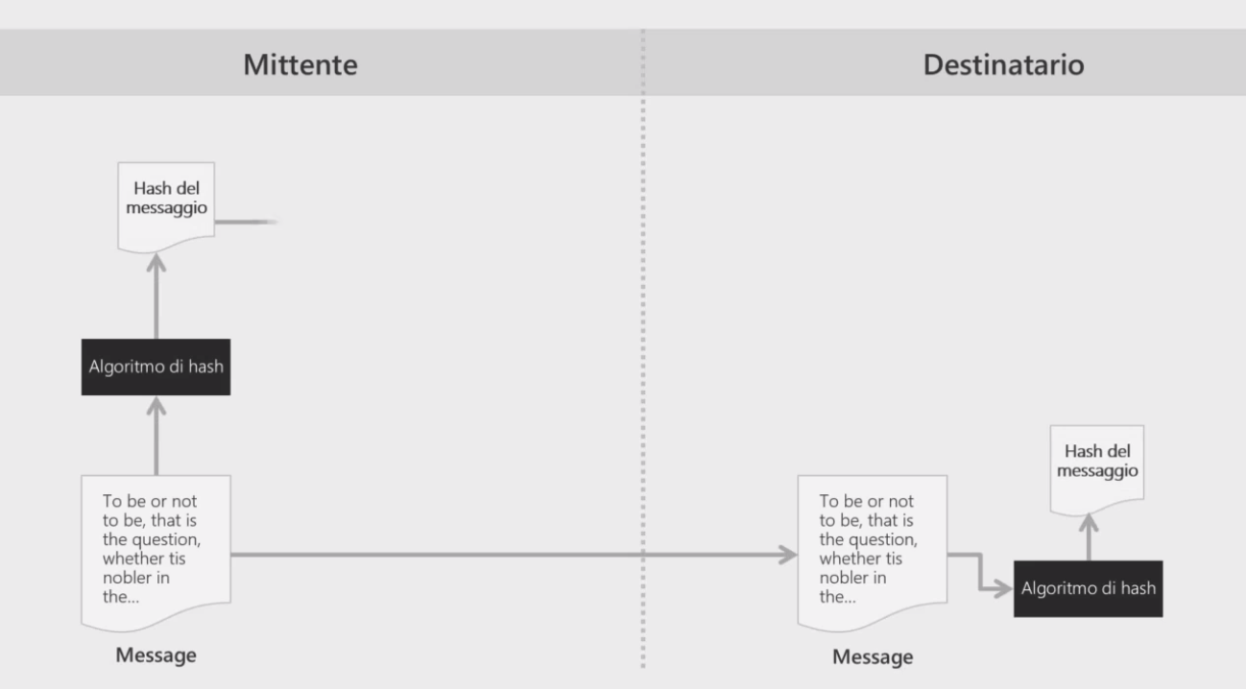 Mittente
Destinatario
Hash del
messaggio
Algoritmo di hash
To be or not
to be, that is
the question,
whether tis
nobler in
the...
Message
To be or not
to be, that is
the question,
whether tis
nobler in
the...
Message
Hash del
messaggio
Algoritmo di hash